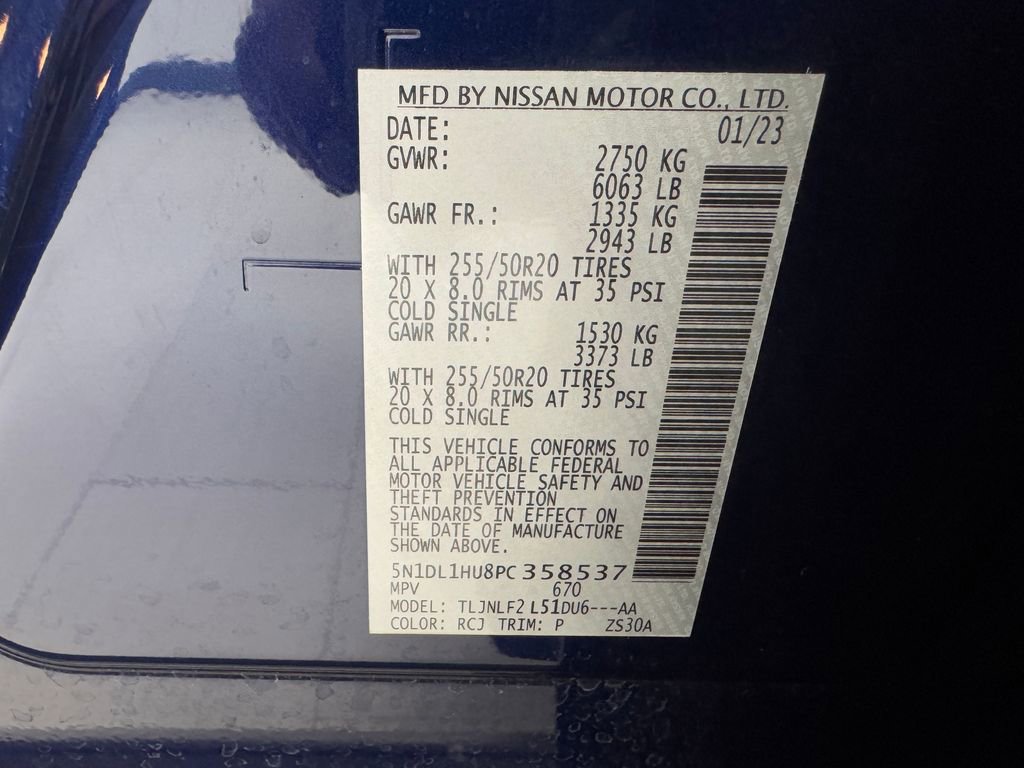 MFD BY NISSAN MOTOR CO., LTD.
DATE: 01/23
GVWR: 2750 KG
6063 LB
GAWR FR.: 1335 KG
2943 LB
WITH 255/50R20 TIRES
20 X 8.0 RIMS AT 35 PSI
COLD SINGLE
GAWR RR.: 1530 KG
3373 LB
WITH 255/50R20 TIRES
20 X 8.0 RIMS AT 35 PSI
COLD SINGLE
THIS VEHICLE CONFORMS TO
ALL APPLICABLE FEDERAL
MOTOR VEHICLE SAFETY AND
THEFT PREVENTION
STANDARDS IN EFFECT ON
THE DATE OF MANUFACTURE
SHOWN ABOVE.
5N1DL1HU8PC358537
MPV 670
MODEL: TLJNLF2 L51DU6---AA
COLOR: RCJ TRIM: P ZS30A